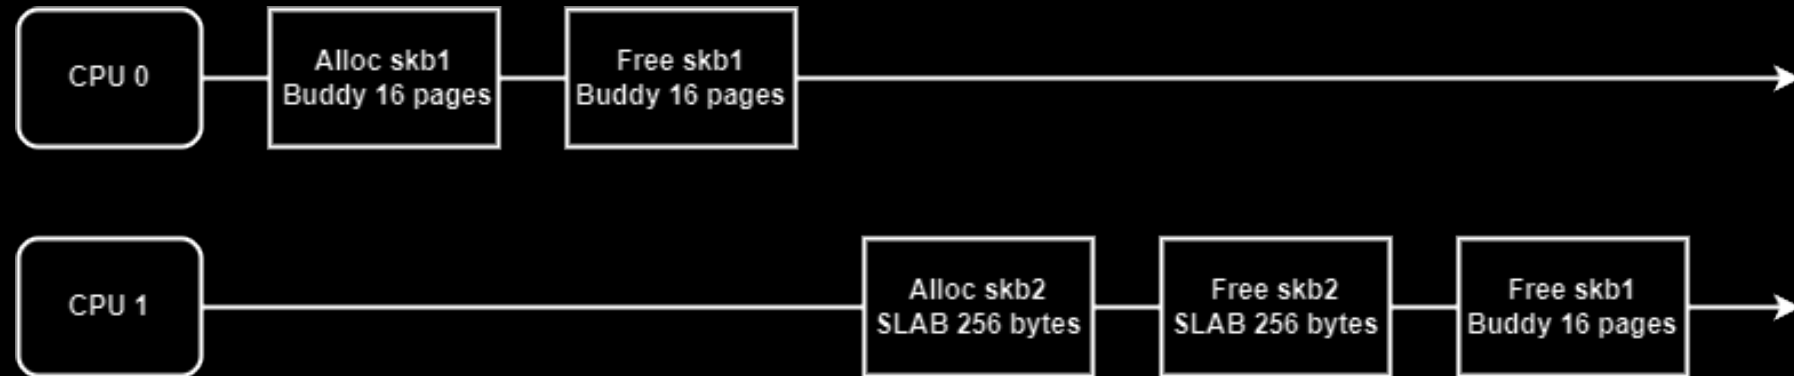 CPU 0
Alloc skb1
Buddy 16 pages
Free skb1
Buddy 16 pages
CPU 1
Alloc skb2
SLAB 256 bytes
Free skb2
SLAB 256 bytes
Free skb1
Buddy 16 pages